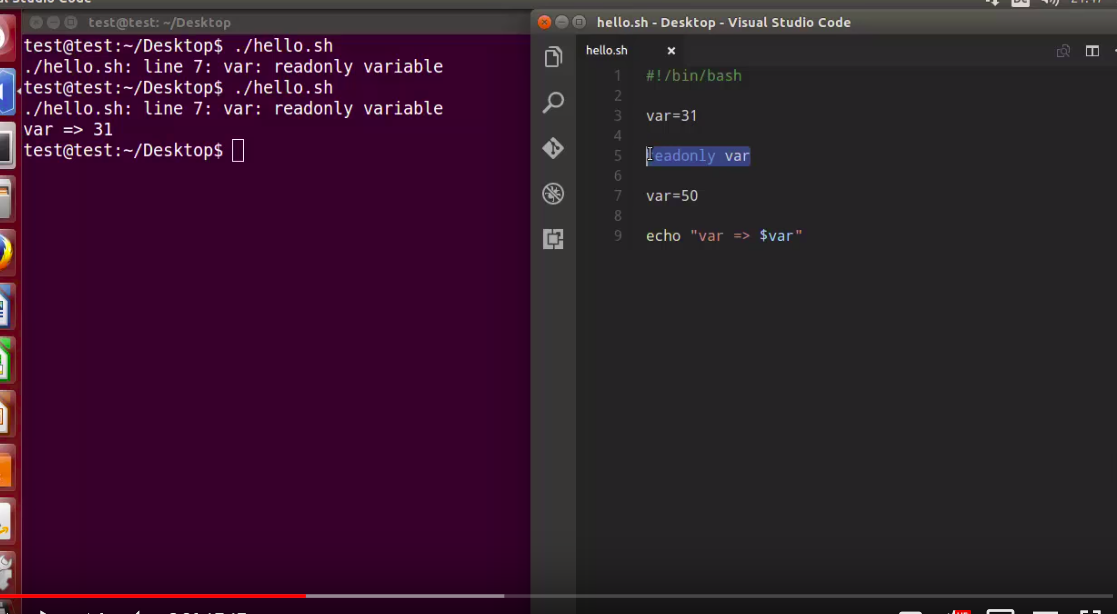 test@test: ~/Desktop
test@test:~/Desktop$ ./hello.sh
./hello.sh: line 7: var: readonly variable
test@test:~/Desktop$ ./hello.sh
./hello.sh: line 7: var: readonly variable
var => 31
test@test:~/Desktop$
hello.sh - Desktop - Visual Studio Code
hello.sh
1 #!/bin/bash
2
3 var=31
4
5 readonly var
6
7 var=50
8
9 echo "var => $var"